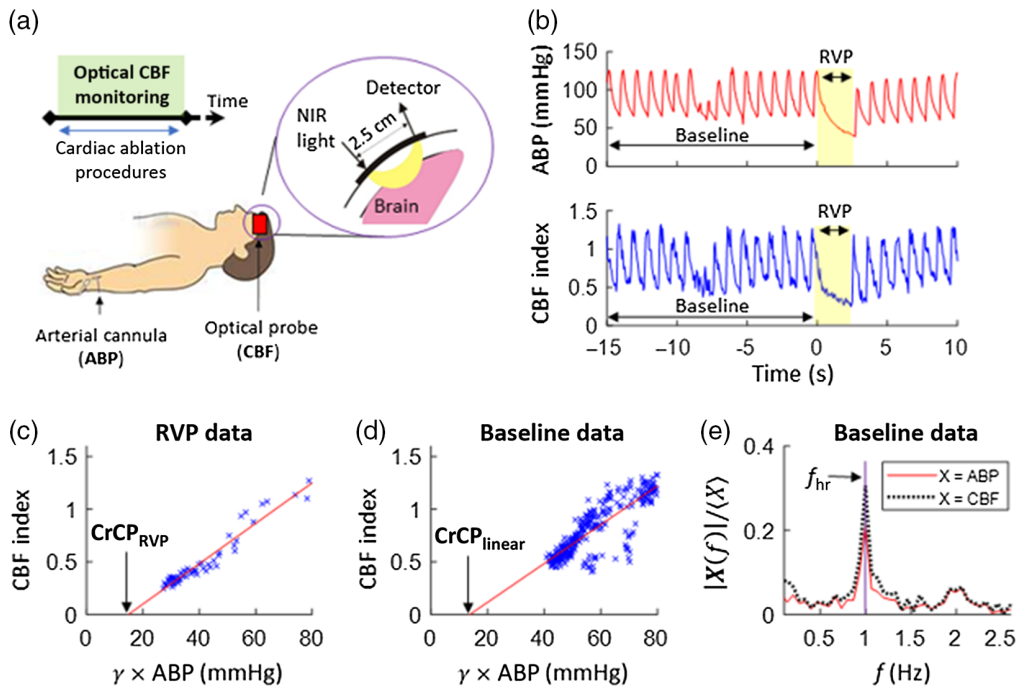 (a)
Optical CBF
monitoring
Time
Cardiac ablation
procedures
Detector
NIR
light
2.5 cm
Brain
Arterial cannula
(ABP)
Optical probe
(CBF)
(b)
ABP (mmHg)
150
100
50
0
RVP
Baseline
CBF index
1
0.5
0
RVP
Baseline
−15 −10 -5 0 5 10
Time (s)
(c)
RVP data
CBF index
1.5
1
0.5
0
CrCPRVP
0 20 40 60 80
γ × ABP (mmHg)
(d)
Baseline data
CBF index
1.5
1
0.5
0
CrCPlinear
0 20 40 60 80
γ × ABP (mmHg)
(e)
Baseline data
|X(f)|/⟨X⟩
0.4
0.2
0
fhr
X = ABP
X = CBF
0.5 1 1.5 2 2.5
f (Hz)